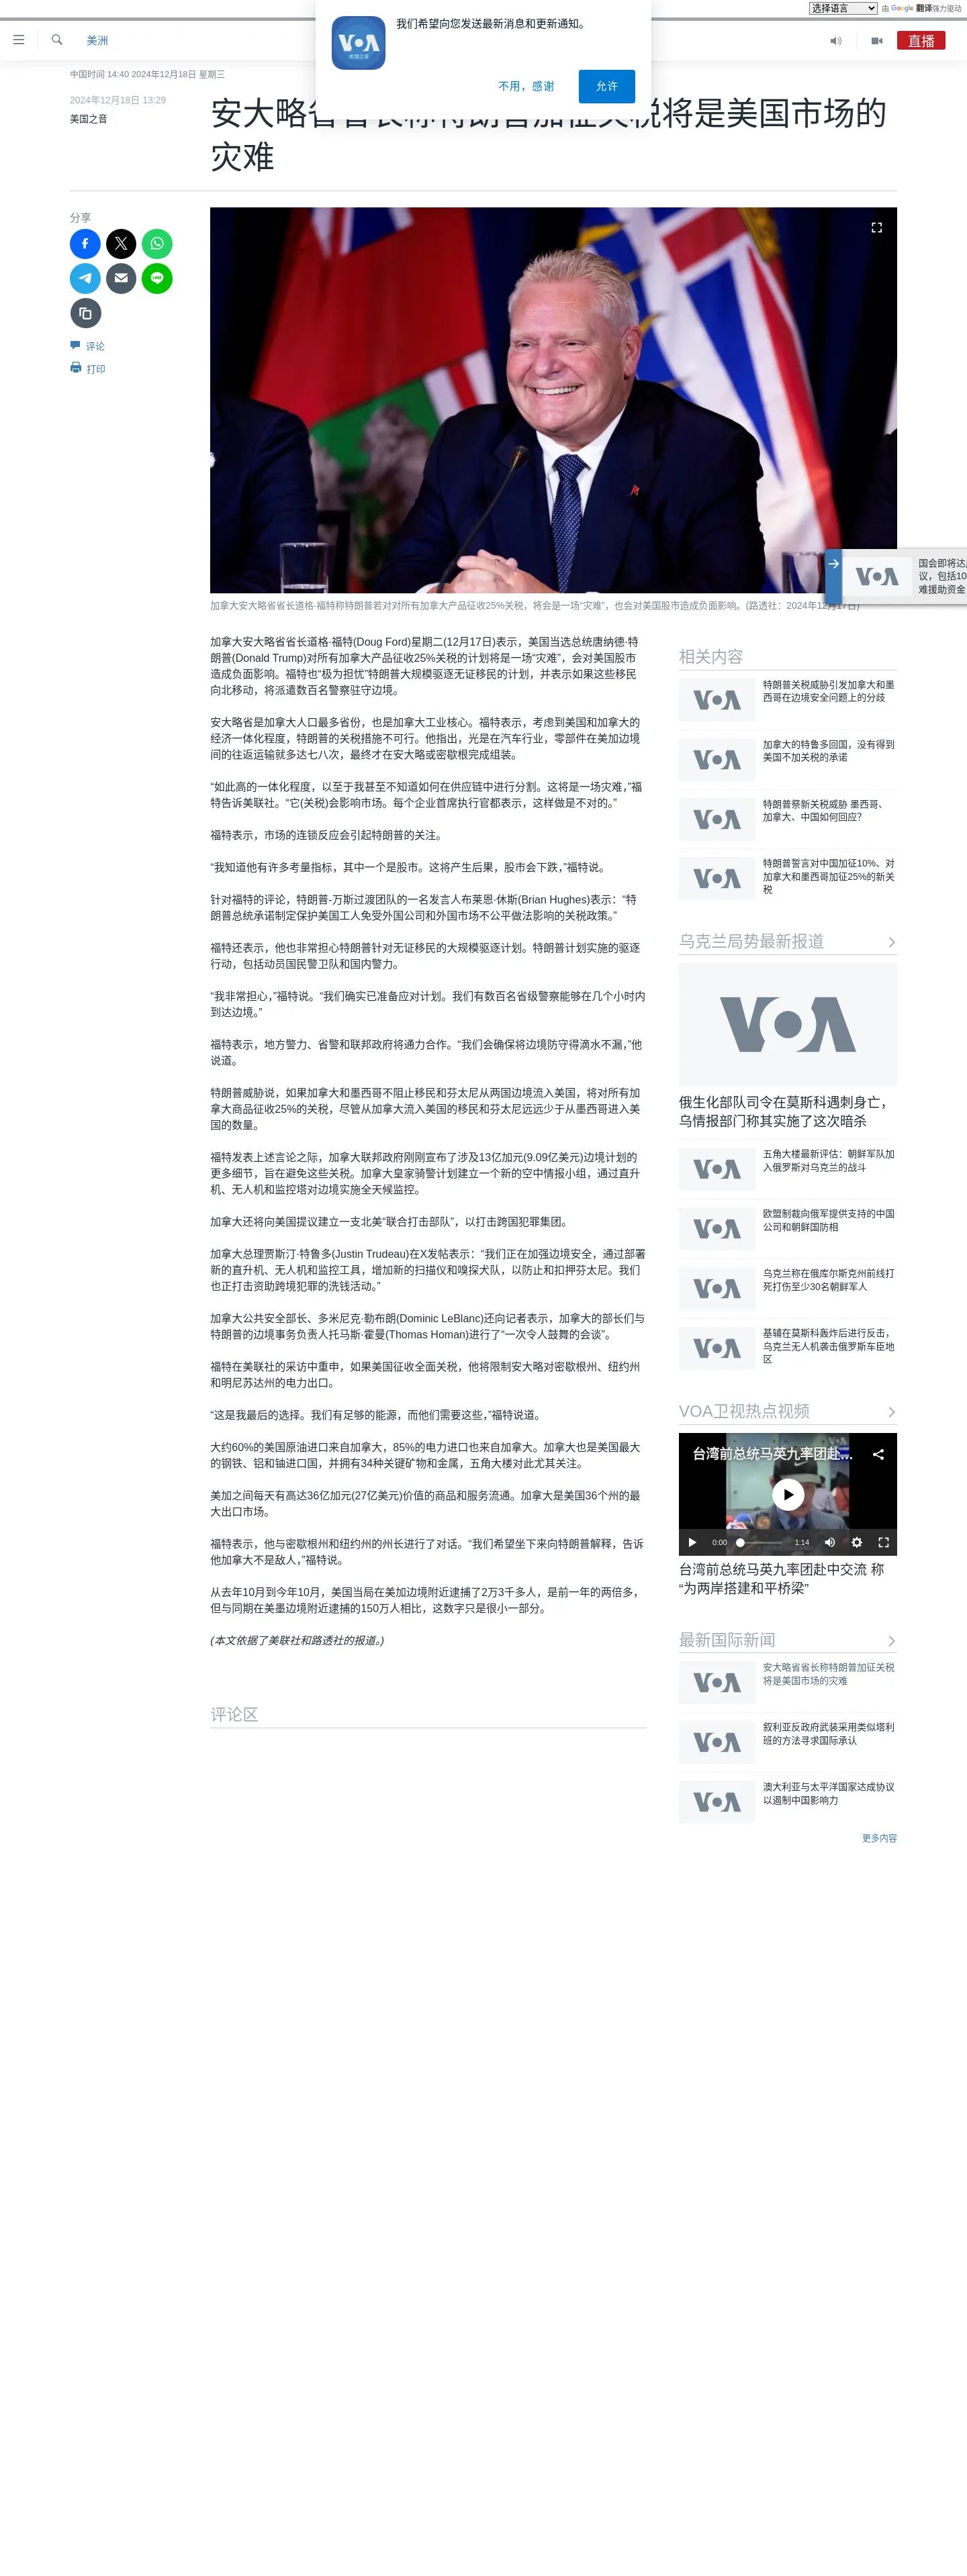 选择语言
由 Google 翻译强力驱动
我们希望向您发送最新消息和更新通知。
VOA
美国之音
不用，感谢
允许
美洲
直播
中国时间 14:40 2024年12月18日 星期三
2024年12月18日 13:29
美国之音
安大略省省长称特朗普加征关税将是美国市场的
灾难
分享
评论
打印
国会即将达
议，包括10
难援助资金
VOA
加拿大安大略省省长道格·福特称特朗普若对对所有加拿大产品征收25%关税，将会是一场“灾难”，也会对美国股市造成负面影响。(路透社：2024年12月17日)
加拿大安大略省省长道格·福特(Doug Ford)星期二(12月17日)表示，美国当选总统唐纳德·特
朗普(Donald Trump)对所有加拿大产品征收25%关税的计划将是一场“灾难”，会对美国股市
造成负面影响。福特也“极为担忧”特朗普大规模驱逐无证移民的计划，并表示如果这些移民
向北移动，将派遣数百名警察驻守边境。
安大略省是加拿大人口最多省份，也是加拿大工业核心。福特表示，考虑到美国和加拿大的
经济一体化程度，特朗普的关税措施不可行。他指出，光是在汽车行业，零部件在美加边境
间的往返运输就多达七八次，最终才在安大略或密歇根完成组装。
“如此高的一体化程度，以至于我甚至不知道如何在供应链中进行分割。这将是一场灾难，”福
特告诉美联社。“它(关税)会影响市场。每个企业首席执行官都表示，这样做是不对的。”
福特表示，市场的连锁反应会引起特朗普的关注。
“我知道他有许多考量指标，其中一个是股市。这将产生后果，股市会下跌，”福特说。
针对福特的评论，特朗普-万斯过渡团队的一名发言人布莱恩·休斯(Brian Hughes)表示：“特
朗普总统承诺制定保护美国工人免受外国公司和外国市场不公平做法影响的关税政策。”
福特还表示，他也非常担心特朗普针对无证移民的大规模驱逐计划。特朗普计划实施的驱逐
行动，包括动员国民警卫队和国内警力。
“我非常担心，”福特说。“我们确实已准备应对计划。我们有数百名省级警察能够在几个小时内
到达边境。”
福特表示，地方警力、省警和联邦政府将通力合作。“我们会确保将边境防守得滴水不漏，”他
说道。
特朗普威胁说，如果加拿大和墨西哥不阻止移民和芬太尼从两国边境流入美国，将对所有加
拿大商品征收25%的关税，尽管从加拿大流入美国的移民和芬太尼远远少于从墨西哥进入美
国的数量。
福特发表上述言论之际，加拿大联邦政府刚刚宣布了涉及13亿加元(9.09亿美元)边境计划的
更多细节，旨在避免这些关税。加拿大皇家骑警计划建立一个新的空中情报小组，通过直升
机、无人机和监控塔对边境实施全天候监控。
加拿大还将向美国提议建立一支北美“联合打击部队”，以打击跨国犯罪集团。
加拿大总理贾斯汀·特鲁多(Justin Trudeau)在X发帖表示：“我们正在加强边境安全，通过部署
新的直升机、无人机和监控工具，增加新的扫描仪和嗅探犬队，以防止和扣押芬太尼。我们
也正打击资助跨境犯罪的洗钱活动。”
加拿大公共安全部长、多米尼克·勒布朗(Dominic LeBlanc)还向记者表示，加拿大的部长们与
特朗普的边境事务负责人托马斯·霍曼(Thomas Homan)进行了“一次令人鼓舞的会谈”。
福特在美联社的采访中重申，如果美国征收全面关税，他将限制安大略对密歇根州、纽约州
和明尼苏达州的电力出口。
“这是我最后的选择。我们有足够的能源，而他们需要这些，”福特说道。
大约60%的美国原油进口来自加拿大，85%的电力进口也来自加拿大。加拿大也是美国最大
的钢铁、铝和铀进口国，并拥有34种关键矿物和金属，五角大楼对此尤其关注。
美加之间每天有高达36亿加元(27亿美元)价值的商品和服务流通。加拿大是美国36个州的最
大出口市场。
福特表示，他与密歇根州和纽约州的州长进行了对话。“我们希望坐下来向特朗普解释，告诉
他加拿大不是敌人，”福特说。
从去年10月到今年10月，美国当局在美加边境附近逮捕了2万3千多人，是前一年的两倍多，
但与同期在美墨边境附近逮捕的150万人相比，这数字只是很小一部分。
(本文依据了美联社和路透社的报道。)
评论区
相关内容
VOA
特朗普关税威胁引发加拿大和墨
西哥在边境安全问题上的分歧
VOA
加拿大的特鲁多回国，没有得到
美国不加关税的承诺
VOA
特朗普祭新关税威胁 墨西哥、
加拿大、中国如何回应？
VOA
特朗普誓言对中国加征10%、对
加拿大和墨西哥加征25%的新关
税
乌克兰局势最新报道
VOA
俄生化部队司令在莫斯科遇刺身亡，
乌情报部门称其实施了这次暗杀
VOA
五角大楼最新评估：朝鲜军队加
入俄罗斯对乌克兰的战斗
VOA
欧盟制裁向俄军提供支持的中国
公司和朝鲜国防相
VOA
乌克兰称在俄库尔斯克州前线打
死打伤至少30名朝鲜军人
VOA
基辅在莫斯科轰炸后进行反击，
乌克兰无人机袭击俄罗斯车臣地
区
VOA卫视热点视频
台湾前总统马英九率团赴...
VOA
0:00
1:14
台湾前总统马英九率团赴中交流 称
“为两岸搭建和平桥梁”
最新国际新闻
VOA
安大略省省长称特朗普加征关税
将是美国市场的灾难
VOA
叙利亚反政府武装采用类似塔利
班的方法寻求国际承认
VOA
澳大利亚与太平洋国家达成协议
以遏制中国影响力
更多内容